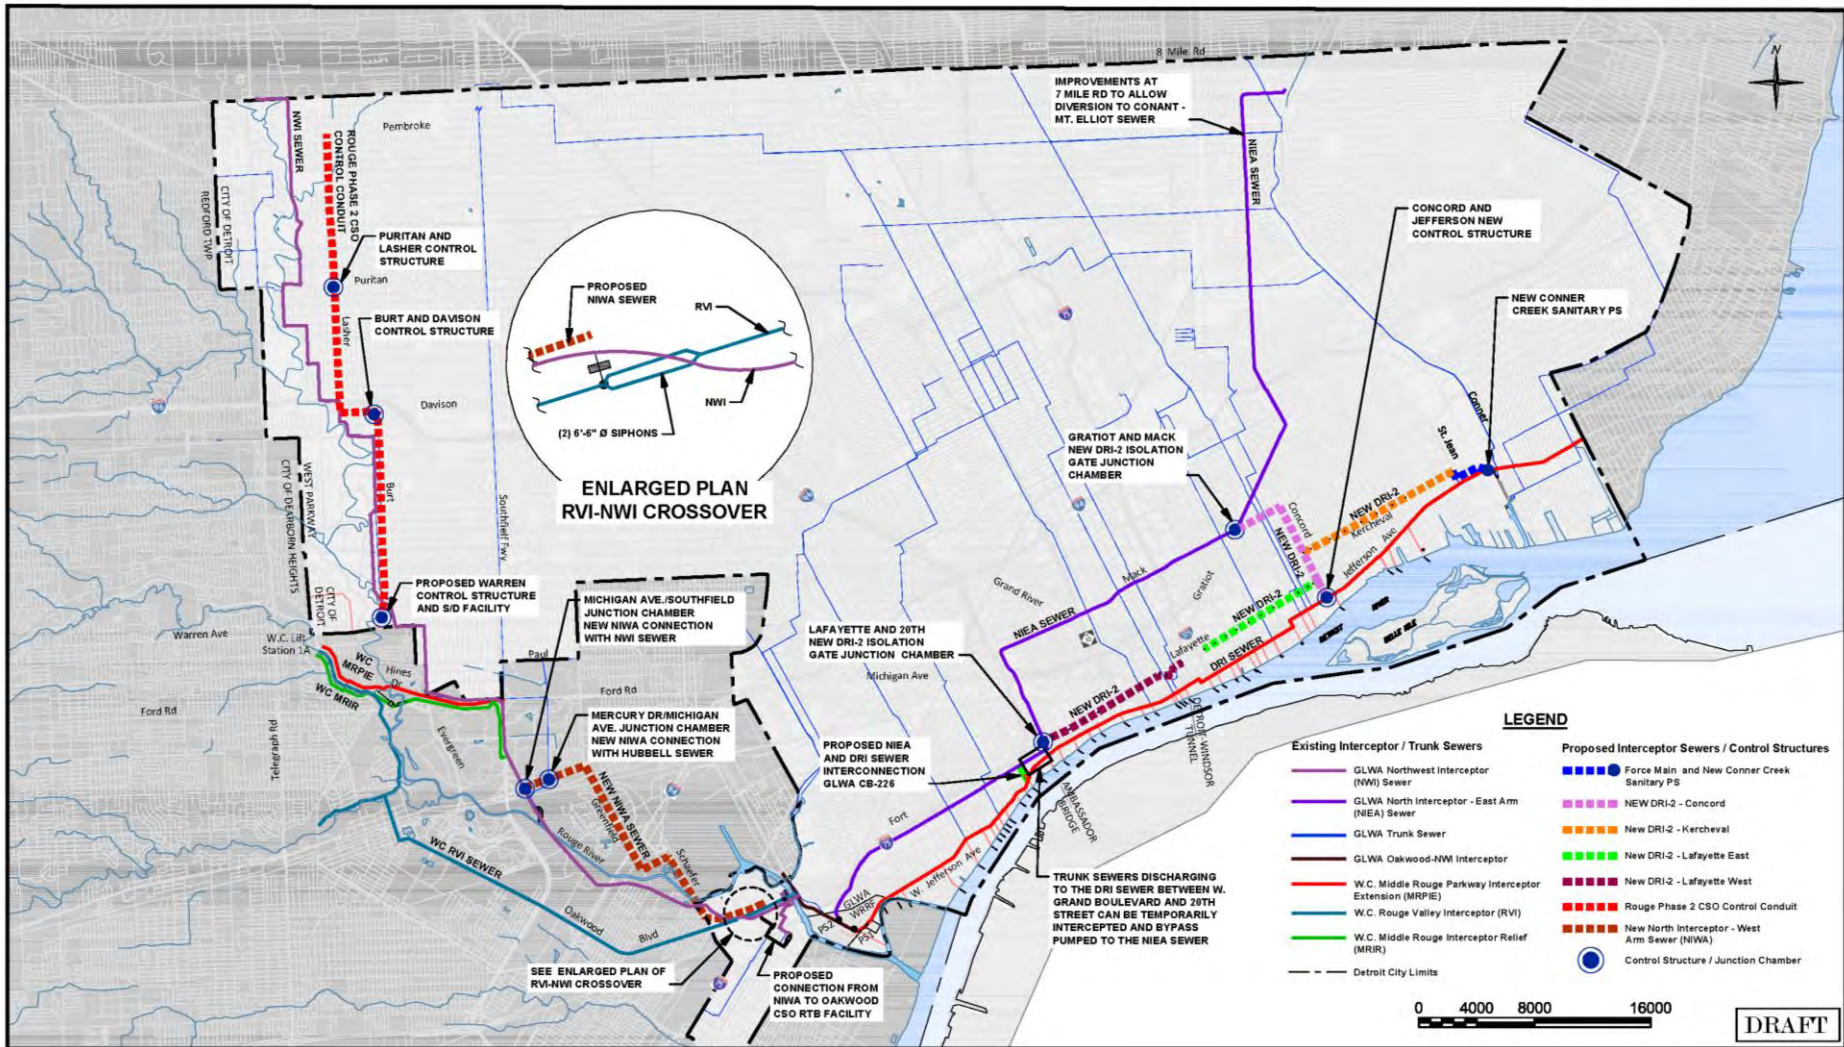 8 Mile Rd
N
IMPROVEMENTS AT
7 MILE RD TO ALLOW
DIVERSION TO CONANT -
MT. ELLIOT SEWER
NWI SEWER
ROUGE PHASE 2 CSO
CONTROL CONDUIT
Pembroke
NIEA SEWER
CITY OF DETROIT
REDFORD TWP
PURITAN AND
LASHER CONTROL
STRUCTURE
Puritan
CONCORD AND
JEFFERSON NEW
CONTROL STRUCTURE
BURT AND DAVISON
CONTROL STRUCTURE
Lasher
PROPOSED
NIWA SEWER
RVI
NWI
(2) 6'-6" Ø SIPHONS
ENLARGED PLAN
RVI-NWI CROSSOVER
NEW CONNER
CREEK SANITARY PS
Davison
96
Conner
St. Jean
GRATIOT AND MACK
NEW DRI-2 ISOLATION
GATE JUNCTION
CHAMBER
WEST PARKWAY
CITY OF DEARBORN HEIGHTS
Burt
Southfield Fwy
NEW DRI-2
Kercheval
Concord
NEW DRI-2
Jefferson Ave
PROPOSED WARREN
CONTROL STRUCTURE
AND S/D FACILITY
CITY OF
DETROIT
MICHIGAN AVE./SOUTHFIELD
JUNCTION CHAMBER
NEW NIWA CONNECTION
WITH NWI SEWER
Grand River
Mack
Gratiot
NEW DRI-2
Lafayette
NIEA SEWER
DRI SEWER
DETROIT
RIVER
BELLE ISLE
LAFAYETTE AND 20TH
NEW DRI-2 ISOLATION
GATE JUNCTION CHAMBER
Michigan Ave
Warren Ave
W.C. Lift
Station 1A
WC
MRPIE
Hines
Dr
Paul
Ford Rd
WC MRIR
Ford Rd
Telegraph Rd
Evergreen
MERCURY DR/MICHIGAN
AVE. JUNCTION CHAMBER
NEW NIWA CONNECTION
WITH HUBBELL SEWER
NEW DRI-2
DETROIT-WINDSOR
TUNNEL
PROPOSED NIEA
AND DRI SEWER
INTERCONNECTION
GLWA CB-226
AMBASSADOR
BRIDGE
Fort
NEW NIWA SEWER
Greenfield
Rouge River
Schaefer
WC RVI SEWER
Oakwood
Blvd
GLWA
WRRF
PS2
PS1
W. Jefferson Ave
TRUNK SEWERS DISCHARGING
TO THE DRI SEWER BETWEEN W.
GRAND BOULEVARD AND 20TH
STREET CAN BE TEMPORARILY
INTERCEPTED AND BYPASS
PUMPED TO THE NIEA SEWER
SEE ENLARGED PLAN OF
RVI-NWI CROSSOVER
PROPOSED
CONNECTION FROM
NIWA TO OAKWOOD
CSO RTB FACILITY
LEGEND
Existing Interceptor / Trunk Sewers
GLWA Northwest Interceptor
(NWI) Sewer
GLWA North Interceptor - East Arm
(NIEA) Sewer
GLWA Trunk Sewer
GLWA Oakwood-NWI Interceptor
W.C. Middle Rouge Parkway Interceptor
Extension (MRPIE)
W.C. Rouge Valley Interceptor (RVI)
W.C. Middle Rouge Interceptor Relief
(MRIR)
Detroit City Limits
Proposed Interceptor Sewers / Control Structures
Force Main and New Conner Creek
Sanitary PS
NEW DRI-2 - Concord
New DRI-2 - Kercheval
New DRI-2 - Lafayette East
New DRI-2 - Lafayette West
Rouge Phase 2 CSO Control Conduit
New North Interceptor - West
Arm Sewer (NIWA)
Control Structure / Junction Chamber
0 4000 8000 16000
DRAFT